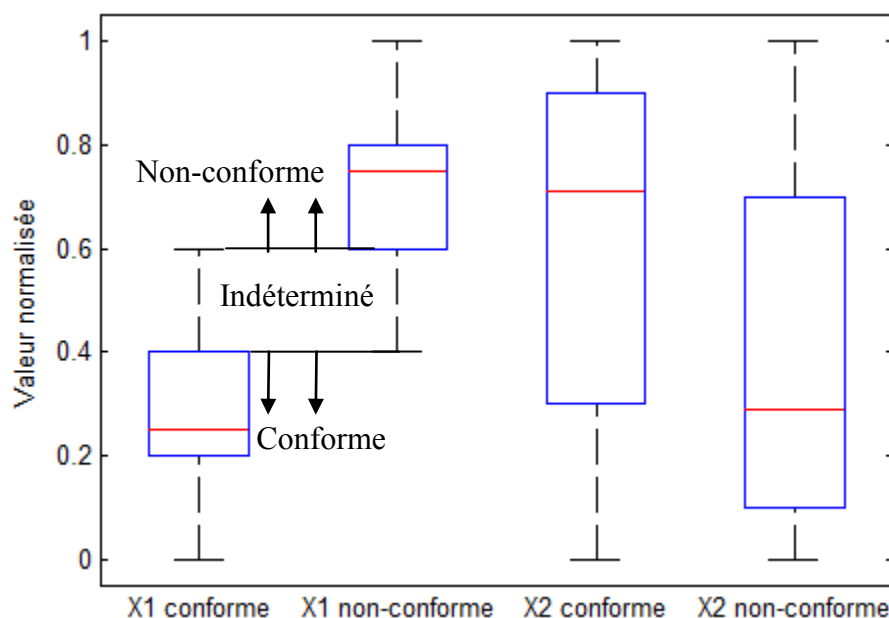 1
0.8
0.6
0.4
0.2
0
Valeur normalisée
Non-conforme
Indéterminé
Conforme
X1 conforme
X1 non-conforme
X2 conforme
X2 non-conforme